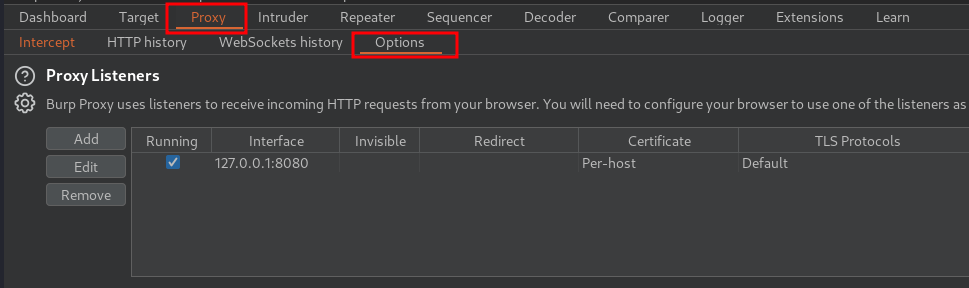 Dashboard Target Proxy Intruder Repeater Sequencer Decoder Comparer Logger Extensions Learn
Intercept HTTP history WebSockets history Options
Proxy Listeners
Burp Proxy uses listeners to receive incoming HTTP requests from your browser. You will need to configure your browser to use one of the listeners as
Add
Edit
Remove
Running Interface Invisible Redirect Certificate TLS Protocols
127.0.0.1:8080 Per-host Default